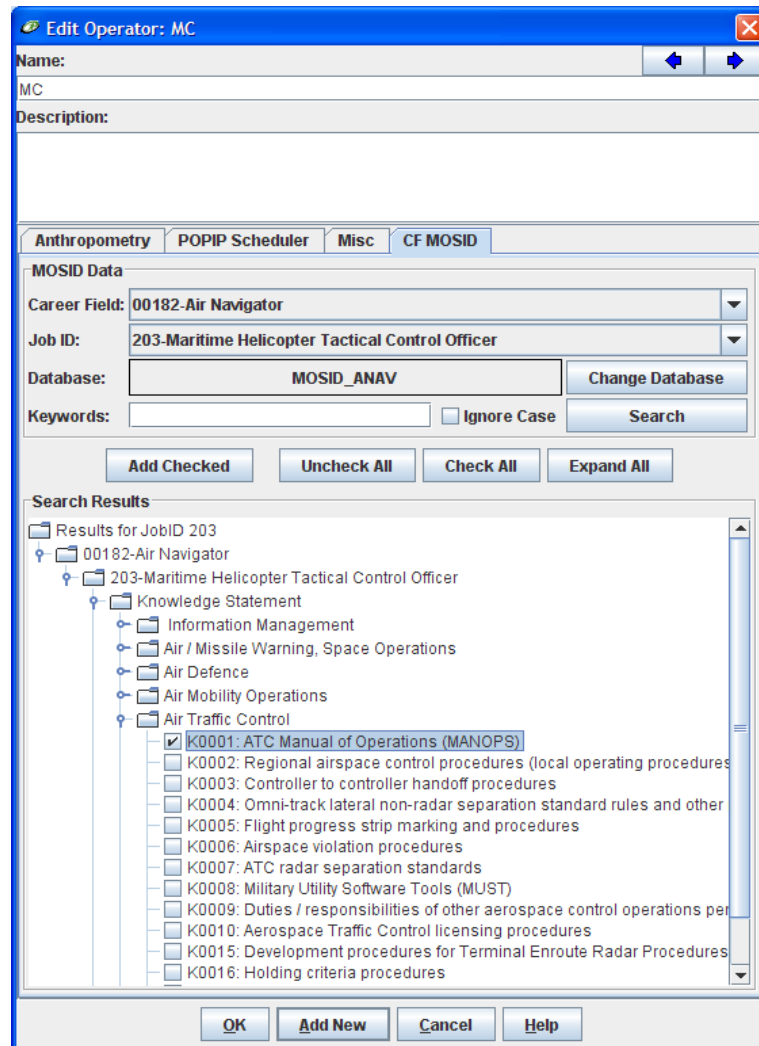 Edit Operator: MC
Name:
MC
Description:
Anthropometry POPIP Scheduler Misc CF MOSID
MOSID Data
Career Field: 00182-Air Navigator
Job ID: 203-Maritime Helicopter Tactical Control Officer
Database: MOSID_ANAV Change Database
Keywords: Ignore Case Search
Add Checked Uncheck All Check All Expand All
Search Results
Results for JobID 203
00182-Air Navigator
203-Maritime Helicopter Tactical Control Officer
Knowledge Statement
Information Management
Air / Missile Warning, Space Operations
Air Defence
Air Mobility Operations
Air Traffic Control
K0001: ATC Manual of Operations (MANOPS)
K0002: Regional airspace control procedures (local operating procedures
K0003: Controller to controller handoff procedures
K0004: Omni-track lateral non-radar separation standard rules and other
K0005: Flight progress strip marking and procedures
K0006: Airspace violation procedures
K0007: ATC radar separation standards
K0008: Military Utility Software Tools (MUST)
K0009: Duties / responsibilities of other aerospace control operations per
K0010: Aerospace Traffic Control licensing procedures
K0015: Development procedures for Terminal Enroute Radar Procedures
K0016: Holding criteria procedures
OK Add New Cancel Help